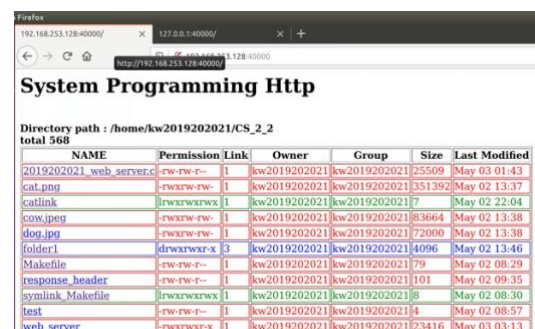 Firefox
192.168.253.128:40000/ × 127.0.0.1:40000/ × +
http://192.168.253.128:40000/
System Programming Http
Directory path : /home/kw2019202021/CS_2_2
total 568
NAME Permission Link Owner Group Size Last Modified
2019202021_web_server.c -rw-rw-r-- 1 kw2019202021 kw2019202021 25509 May 03 01:43
cat.png -rwxrw-rw- 1 kw2019202021 kw2019202021 351392 May 02 13:37
catlink lrwxrwxrwx 1 kw2019202021 kw2019202021 7 May 02 22:04
cow.jpeg -rwxrw-rw- 1 kw2019202021 kw2019202021 83664 May 02 13:38
dog.jpg -rwxrw-rw- 1 kw2019202021 kw2019202021 72000 May 02 13:38
folder1 drwxrwxr-x 3 kw2019202021 kw2019202021 4096 May 02 13:46
Makefile -rw-rw-r-- 1 kw2019202021 kw2019202021 79 May 02 08:29
response_header -rw-rw-r-- 1 kw2019202021 kw2019202021 101 May 02 09:35
symlink_Makefile lrwxrwxrwx 1 kw2019202021 kw2019202021 8 May 02 08:30
test -rw-rw-r-- 1 kw2019202021 kw2019202021 4 May 02 08:57
web_server -rwxrwxr-x 1 kw2019202021 kw2019202021 23416 May 03 03:13